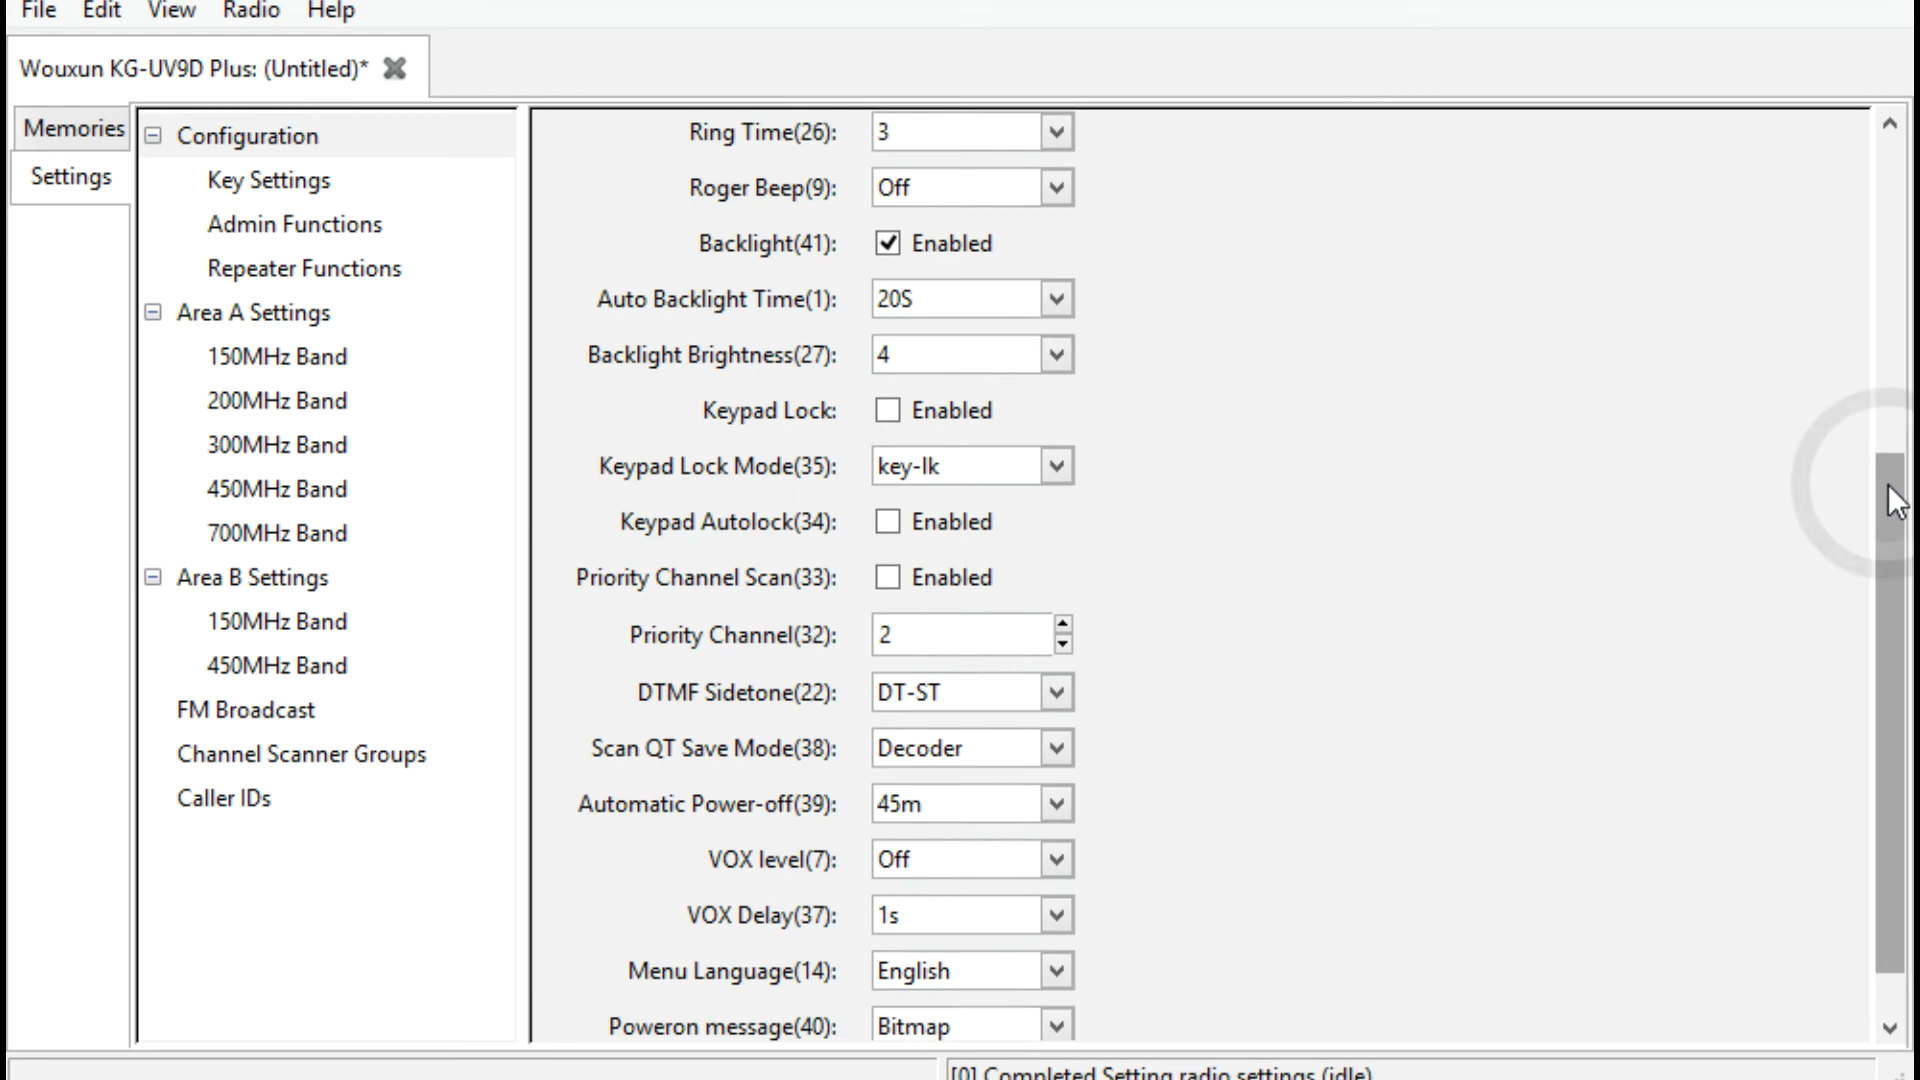 File Edit View Radio Help
Wouxun KG-UV9D Plus: (Untitled)*
Memories
Settings
Configuration
Key Settings
Admin Functions
Repeater Functions
Area A Settings
150MHz Band
200MHz Band
300MHz Band
450MHz Band
700MHz Band
Area B Settings
150MHz Band
450MHz Band
FM Broadcast
Channel Scanner Groups
Caller IDs
Ring Time(26): 3
Roger Beep(9): Off
Backlight(41): Enabled
Auto Backlight Time(1): 20S
Backlight Brightness(27): 4
Keypad Lock: Enabled
Keypad Lock Mode(35): key-lk
Keypad Autolock(34): Enabled
Priority Channel Scan(33): Enabled
Priority Channel(32): 2
DTMF Sidetone(22): DT-ST
Scan QT Save Mode(38): Decoder
Automatic Power-off(39): 45m
VOX level(7): Off
VOX Delay(37): 1s
Menu Language(14): English
Poweron message(40): Bitmap
[0] Completed Setting radio settings (idle)